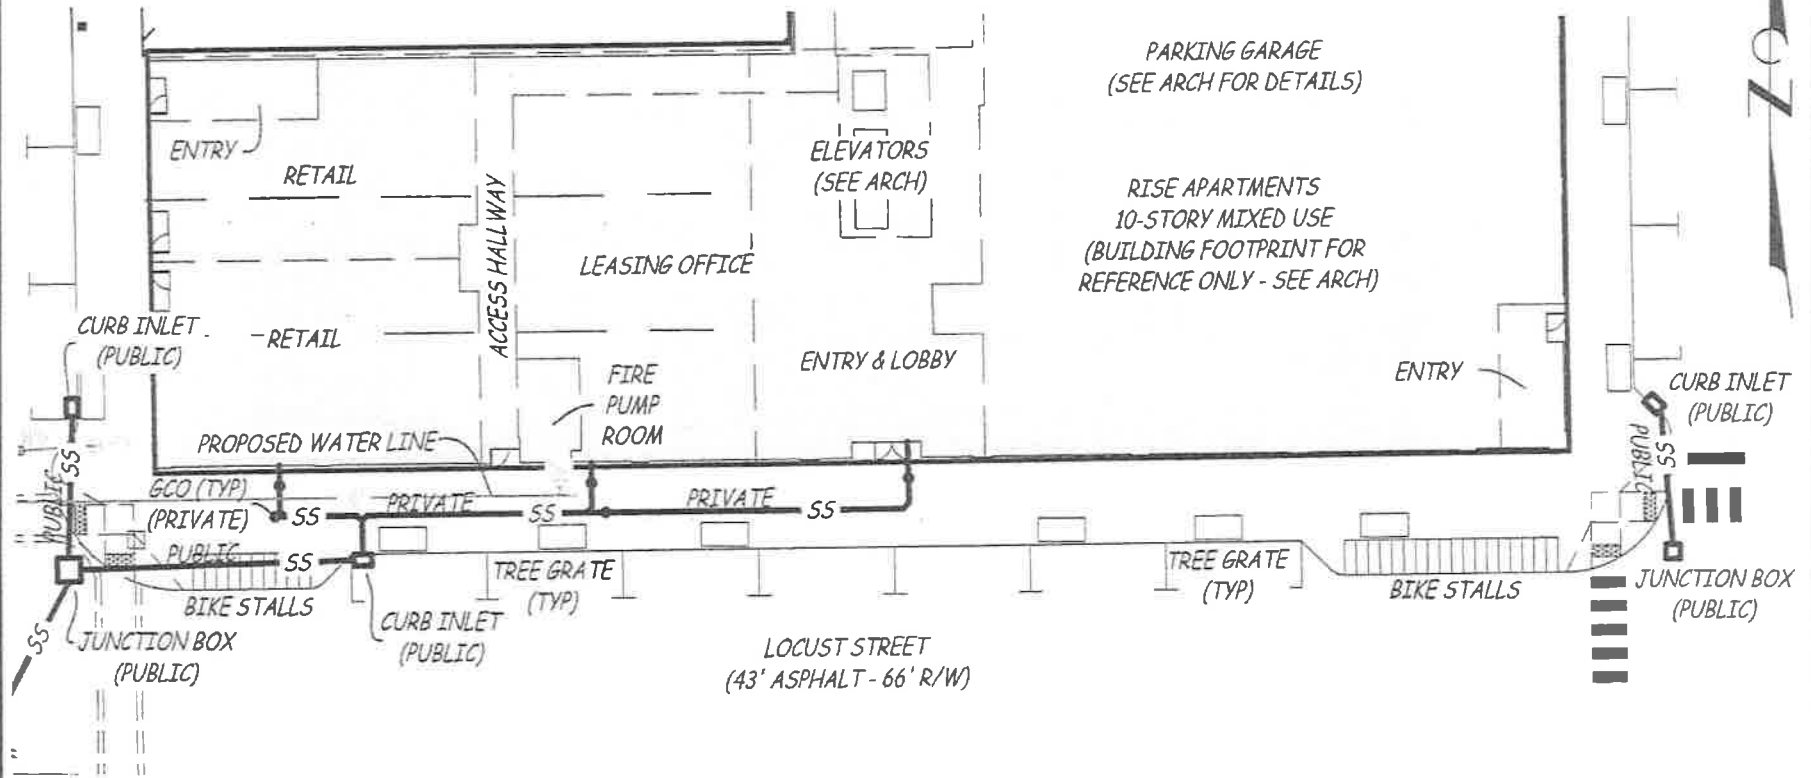 PARKING GARAGE
(SEE ARCH FOR DETAILS)
ENTRY
RETAIL
ELEVATORS
(SEE ARCH)
RISE APARTMENTS
10-STORY MIXED USE
(BUILDING FOOTPRINT FOR
REFERENCE ONLY - SEE ARCH)
ACCESS HALLWAY
LEASING OFFICE
CURB INLET
(PUBLIC)
RETAIL
ENTRY & LOBBY
FIRE
PUMP
ROOM
ENTRY
CURB INLET
(PUBLIC)
PROPOSED WATER LINE
SS
PUBLIC
GCO (TYP)
(PRIVATE)
SS
PRIVATE
SS
PRIVATE
SS
PUBLIC
SS
PUBLIC
SS
TREE GRATE
(TYP)
TREE GRATE
(TYP)
BIKE STALLS
BIKE STALLS
JUNCTION BOX
(PUBLIC)
CURB INLET
(PUBLIC)
SS
JUNCTION BOX
(PUBLIC)
LOCUST STREET
(43' ASPHALT - 66' R/W)
N